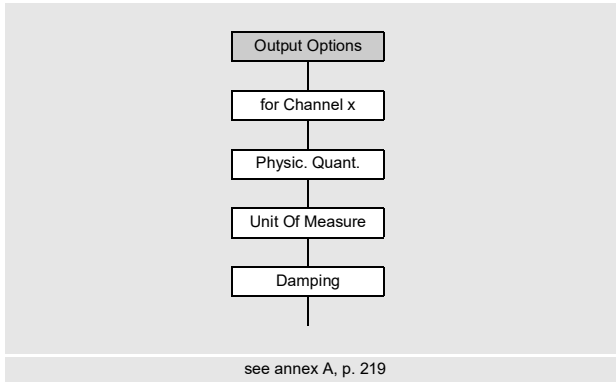 Output Options
for Channel x
Physic. Quant.
Unit Of Measure
Damping
see annex A, p. 219